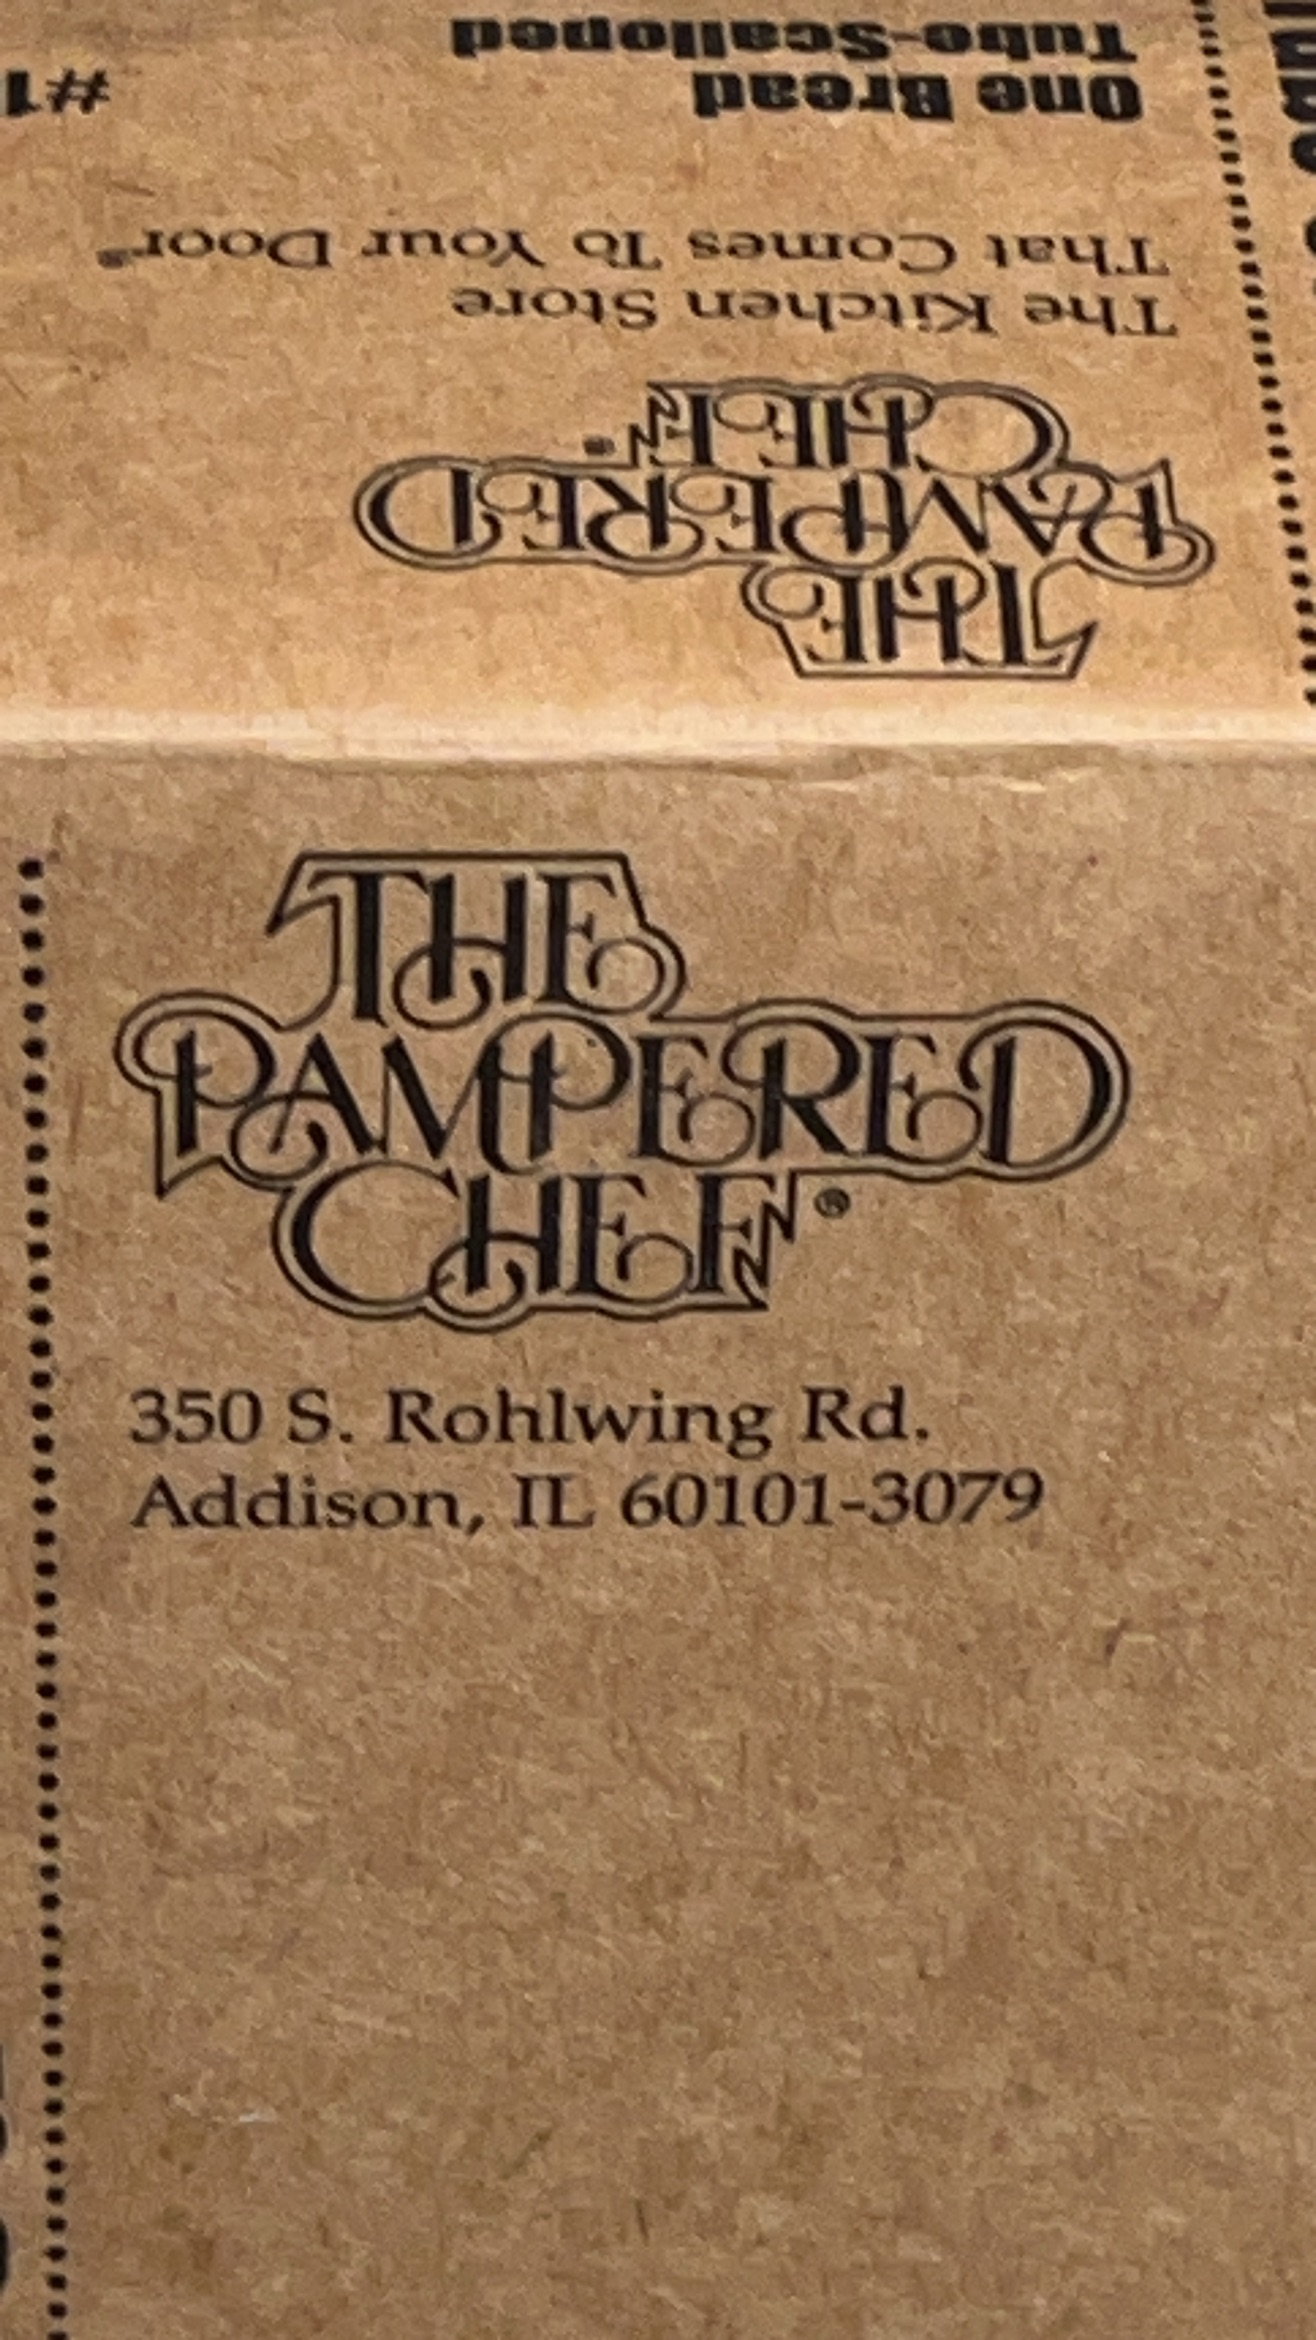 THE
PAMPERED
CHEF®
350 S. Rohlwing Rd.
Addison, IL 60101-3079
THE
PAMPERED
CHEF®
The Kitchen Store
That Comes To Your Door®
One Bread
Tube-Scalloped
#1